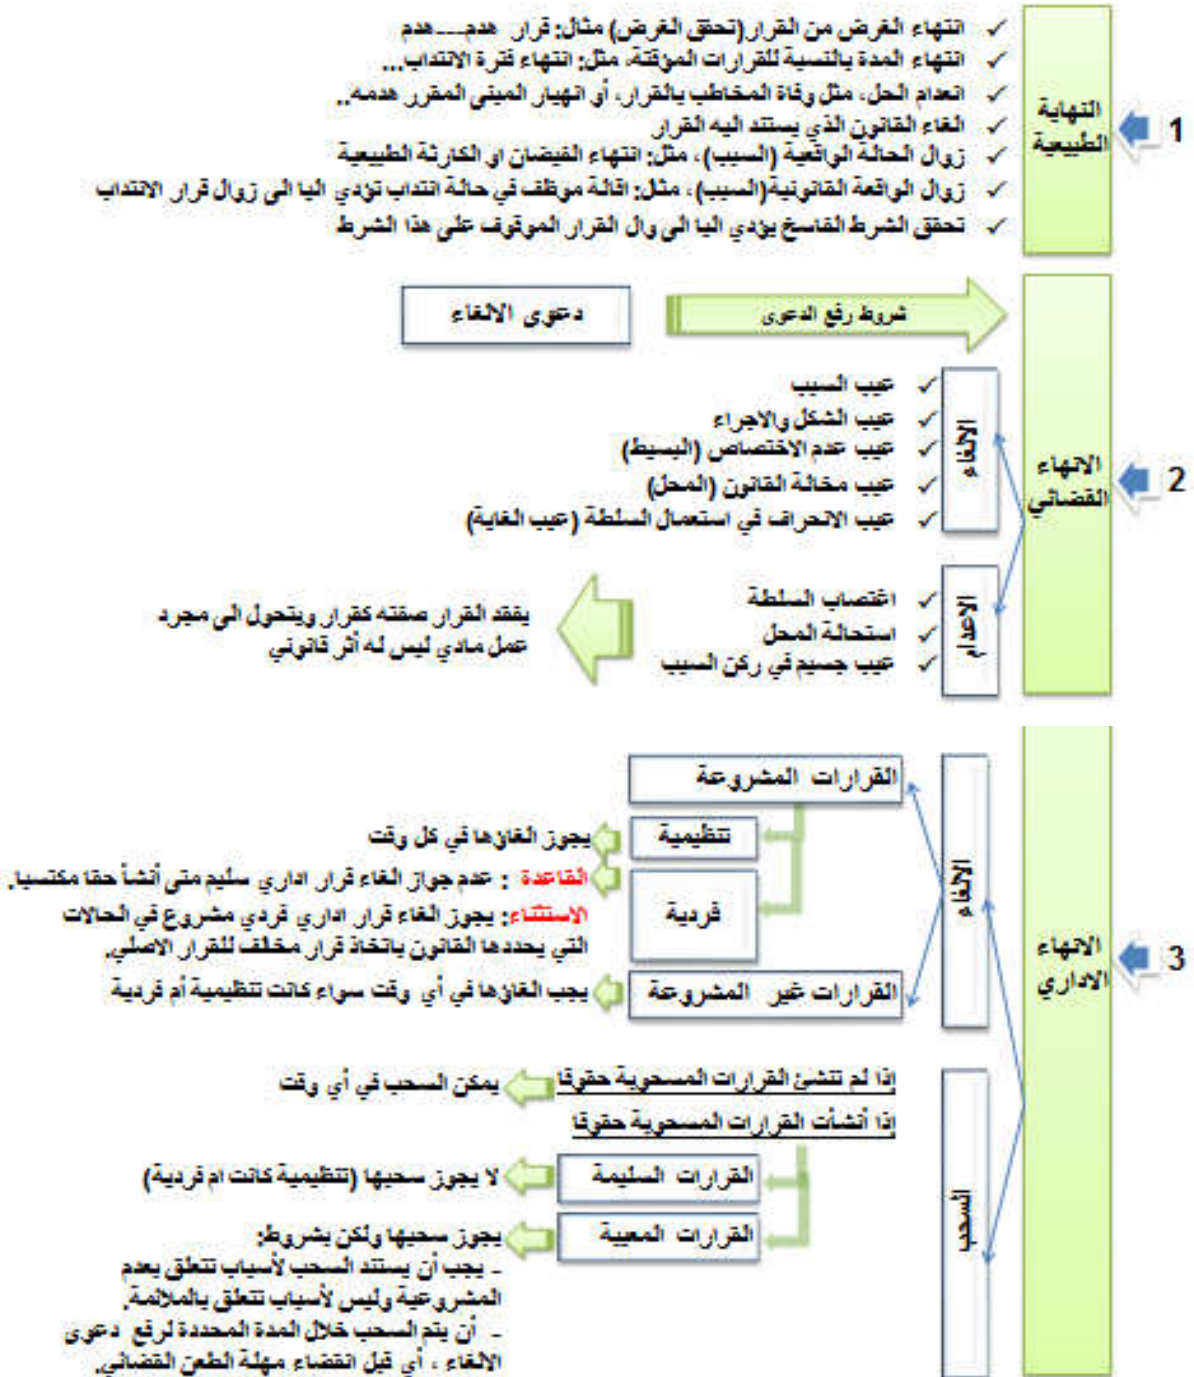 1
النهاية
الطبيعية
✓ انتهاء الغرض من القرار(تحقق الغرض) مثال: قرار هدم---هدم
✓ انتهاء المدة بالنسبة للقرارات المؤقتة، مثل: انتهاء فترة الانتداب...
✓ انعدام الحل، مثل وفاة المخاطب بالقرار، أو انهيار المبنى المقرر هدمه..
✓ الغاء القانون الذي يستند اليه القرار
✓ زوال الحالة الواقعية (السبب)، مثل: انتهاء الفيضان او الكارثة الطبيعية
✓ زوال الواقعة القانونية(السبب)، مثل: اقالة موظف في حالة انتداب تؤدي اليا الى زوال قرار الانتداب
✓ تحقق الشرط الفاسخ يؤدي اليا الى وال القرار الموقوف على هذا الشرط
2
الانهاء
القضائي
شروط رفع الدعوى
دعوى الالغاء
الالغاء
✓ عيب السبب
✓ عيب الشكل والاجراء
✓ عيب عدم الاختصاص (البسيط)
✓ عيب مخالة القانون (المحل)
✓ عيب الانحراف في استعمال السلطة (عيب الغاية)
الاعدام
✓ اغتصاب السلطة
✓ استحالة المحل
✓ عيب جسيم في ركن السبب
يفقد القرار صفته كقرار ويتحول الى مجرد
عمل مادي ليس له أثر قانوني
3
الانهاء
الاداري
الالغاء
القرارات المشروعة
تنظيمية
يجوز الغاؤها في كل وقت
فردية
القاعدة : عدم جواز الغاء قرار اداري سليم متى أنشأ حقا مكتسبا.
الاستثناء: يجوز الغاء قرار اداري فردي مشروع في الحالات
التي يحددها القانون باتخاذ قرار مخلف للقرار الاصلي.
القرارات غير المشروعة
يجب الغاؤها في أي وقت سواء كانت تنظيمية أم فردية
السحب
إذا لم تنشئ القرارات المسحوبة حقوقا
يمكن السحب في أي وقت
إذا أنشأت القرارات المسحوبة حقوقا
القرارات السليمة
لا يجوز سحبها (تنظيمية كانت ام فردية)
القرارات المعيبة
يجوز سحبها ولكن بشروط:
- يجب أن يستند السحب لأسباب تتعلق بعدم
المشروعية وليس لأسباب تتعلق بالملائمة.
- أن يتم السحب خلال المدة المحددة لرفع دعوى
الالغاء ، أي قبل انقضاء مهلة الطعن القضائي.